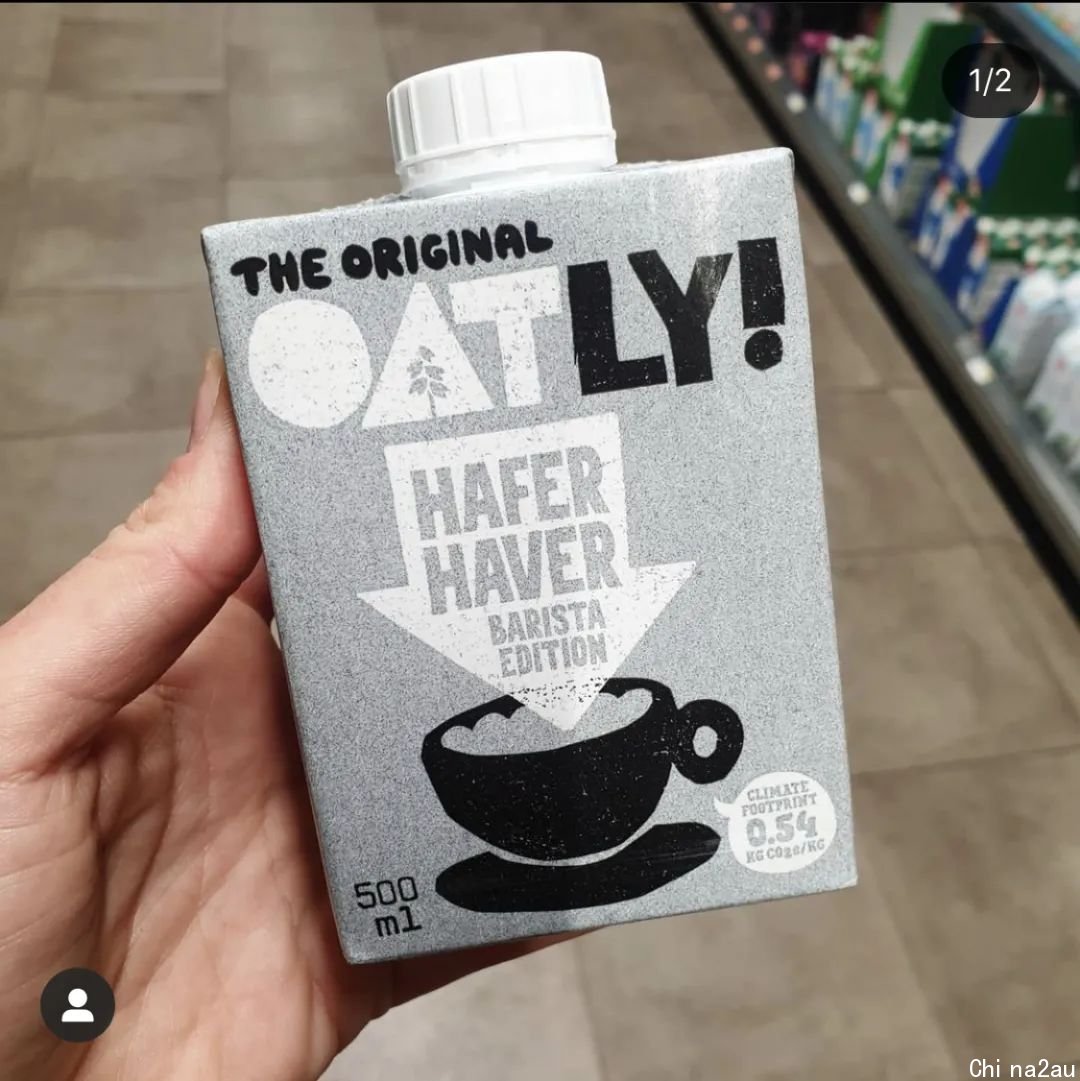 1/2
THE ORIGINAL
OATLY!
HAFER
HAVER
BARISTA
EDITION
CLIMATE
FOOTPRINT
0.54
KG CO2e/KG
500
ml
Chi na2au